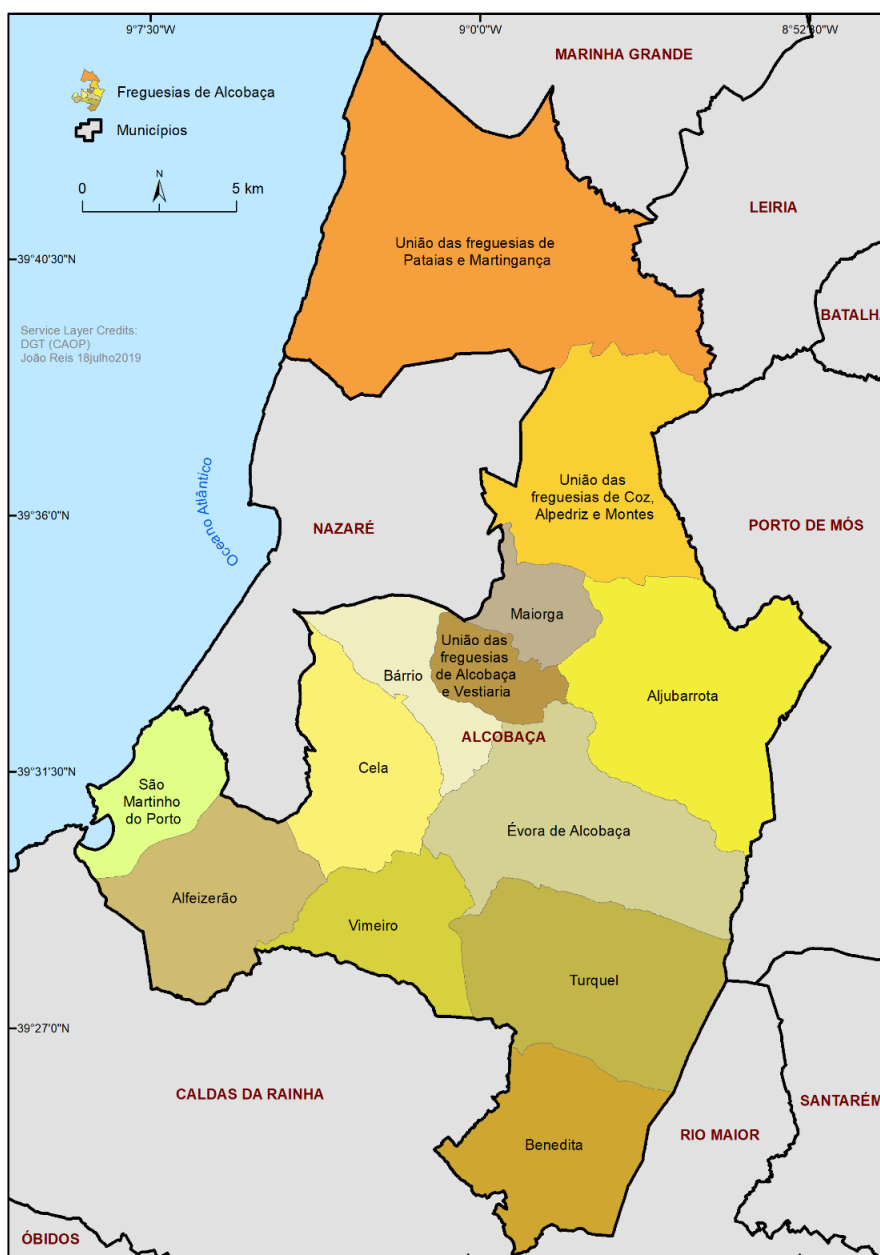 9°7'30"W
9°0'0"W
8°52'30"W
MARINHA GRANDE
Freguesias de Alcobaça
Municípios
0
N
5 km
LEIRIA
União das freguesias de
Pataias e Martingança
39°40'30"N
BATALHA
Service Layer Credits:
DGT (CAOP)
João Reis 18julho2019
Oceano Atlântico
União das
freguesias de Coz,
Alpedriz e Montes
39°36'0"N
NAZARÉ
PORTO DE MÓS
Maiorga
União das
freguesias
de Alcobaça
e Vestiaria
Bárrio
Aljubarrota
ALCOBAÇA
Cela
39°31'30"N
São
Martinho
do Porto
Évora de Alcobaça
Alfeizerão
Vimeiro
Turquel
39°27'0"N
CALDAS DA RAINHA
SANTARÉM
RIO MAIOR
Benedita
ÓBIDOS